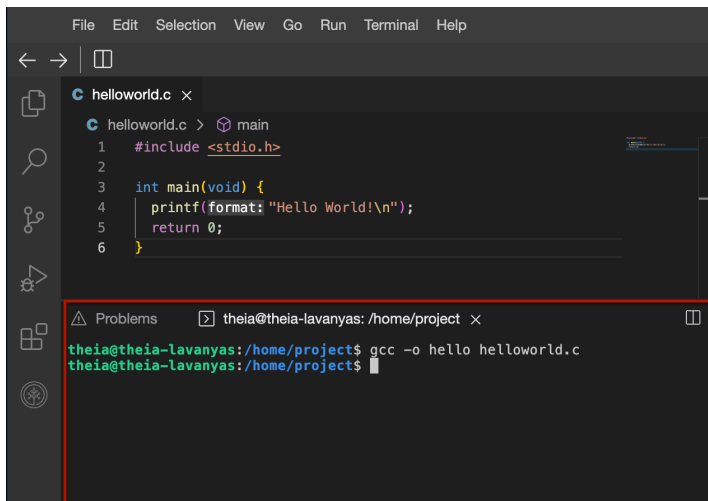 File Edit Selection View Go Run Terminal Help
C helloworld.c ×
C helloworld.c > main
1 #include <stdio.h>
2
3 int main(void) {
4 printf(format:"Hello World!\n");
5 return 0;
6 }
Problems theia@theia-lavanyas: /home/project ×
theia@theia-lavanyas:/home/project$ gcc -o hello helloworld.c
theia@theia-lavanyas:/home/project$